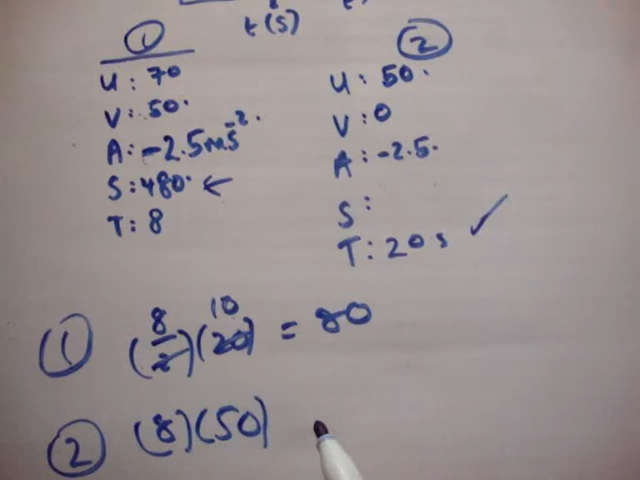 t(s)
①
U: 70
V: 50.
A: -2.5ms⁻².
S: 480. ←
T: 8
②
U: 50.
V: 0
A: -2.5.
S:
T: 20s ✓
① (8/2)(20) 10 = 80
② (8)(50)